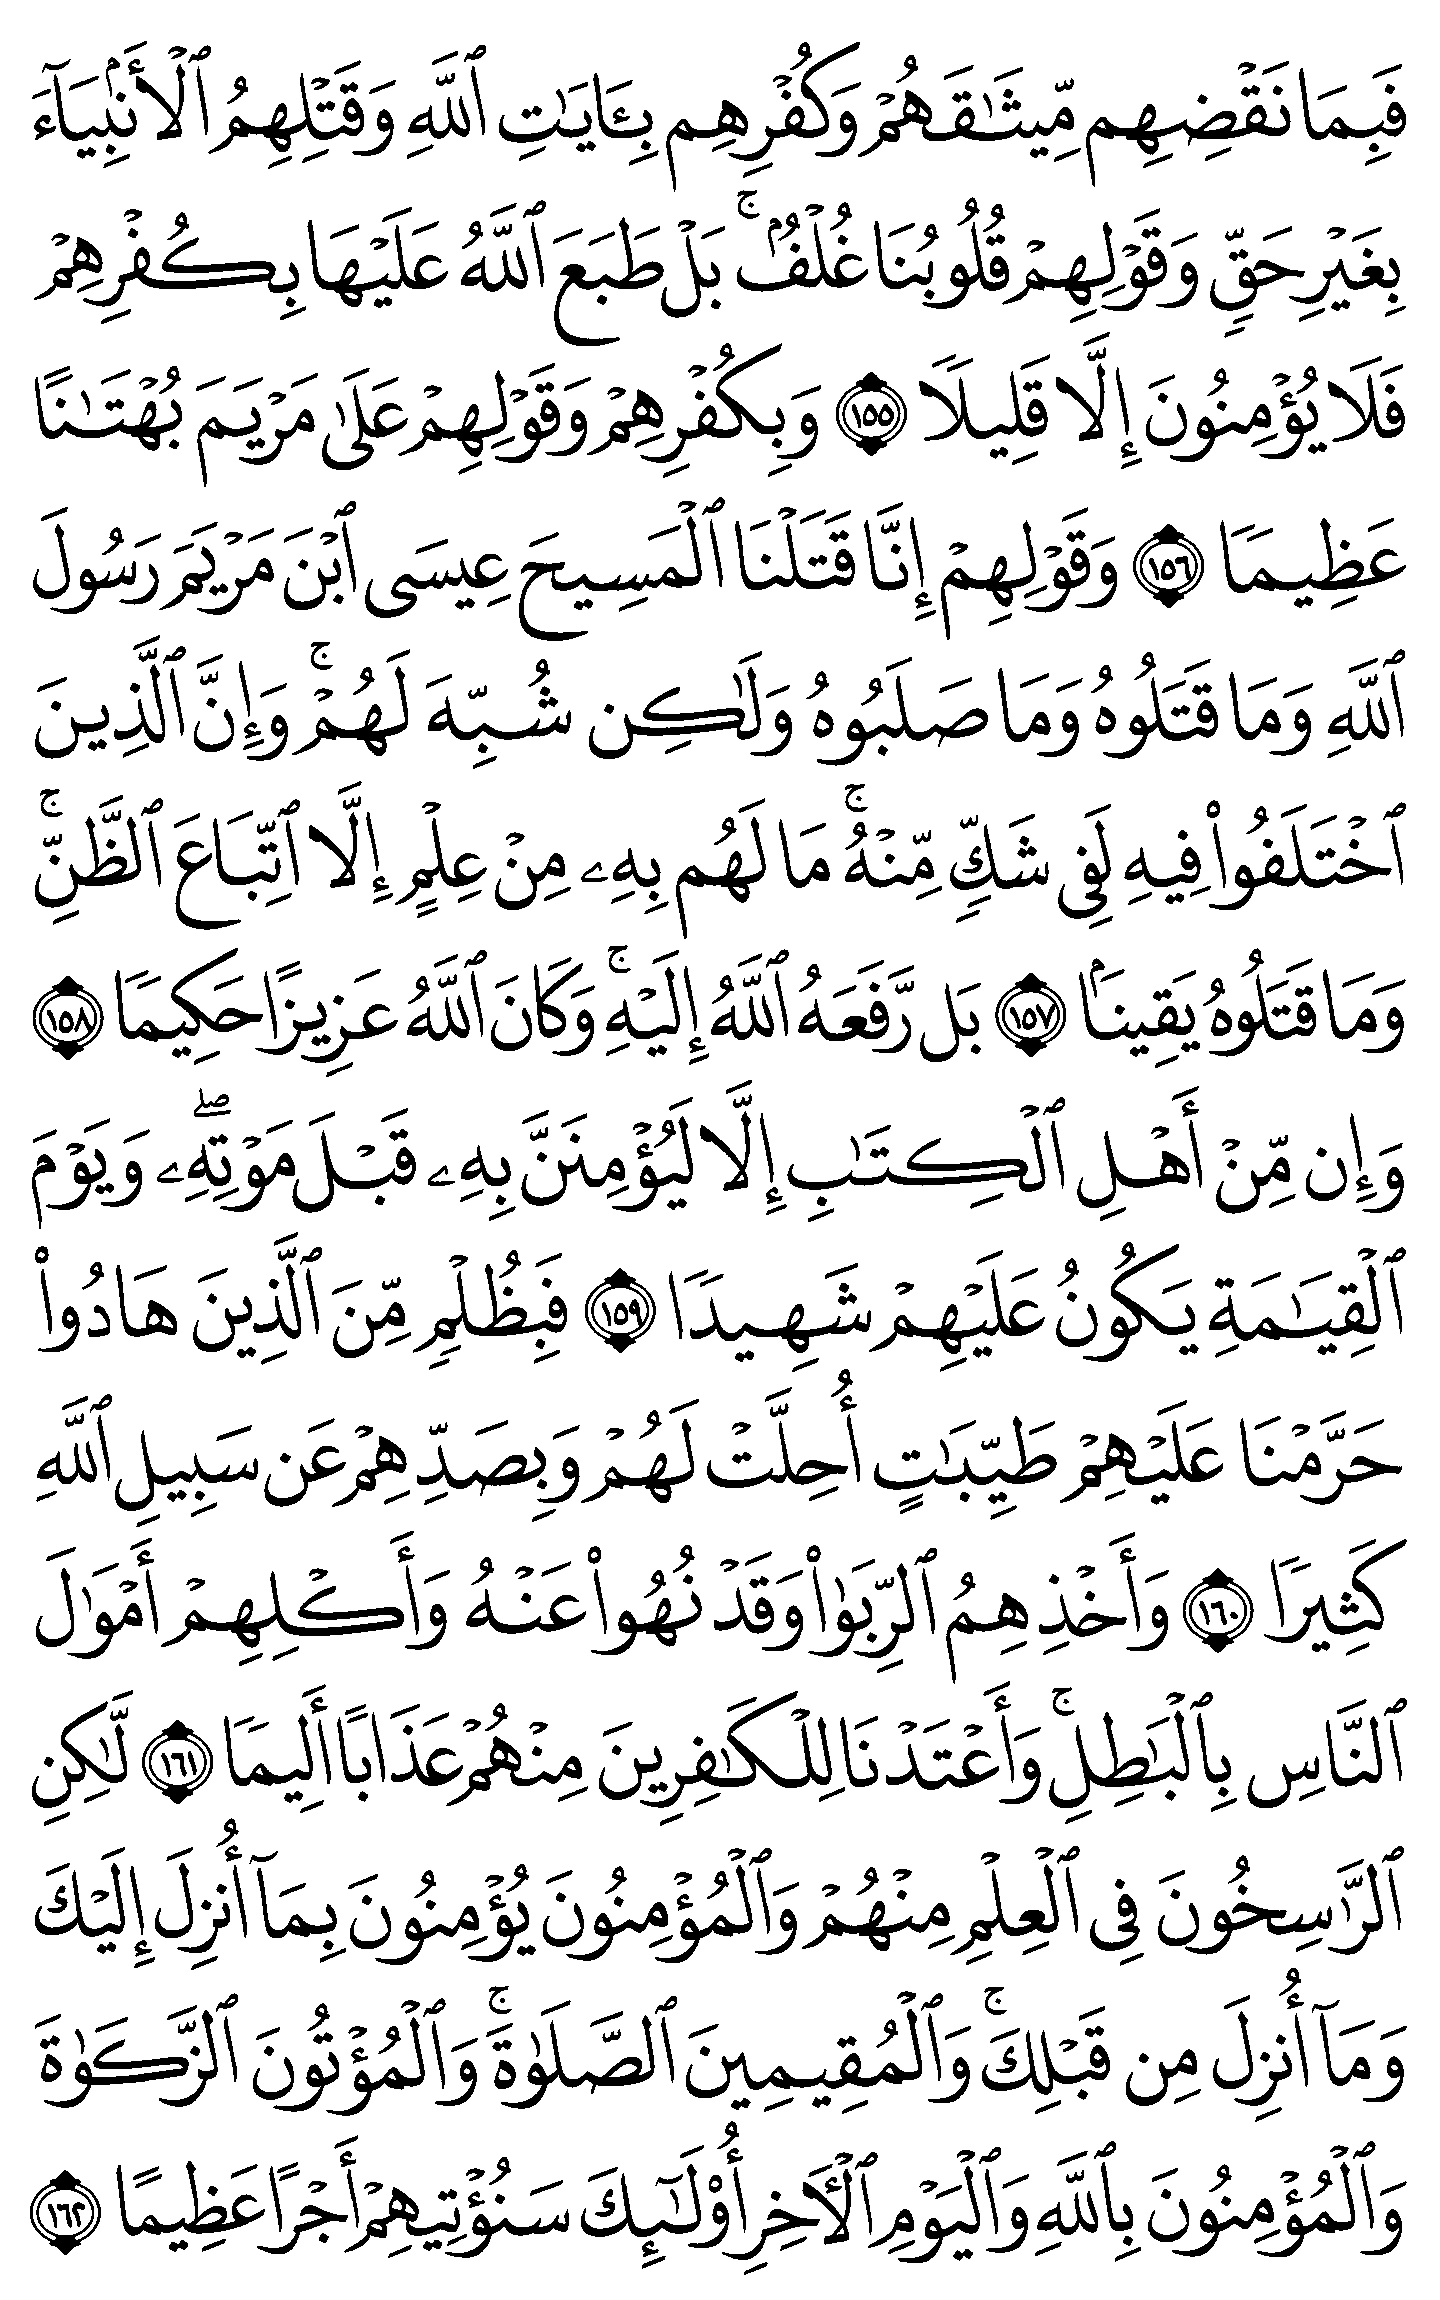 فَبِمَا نَقۡضِهِم مِّيثَٰقَهُمۡ وَكُفۡرِهِم بِـَٔايَٰتِ ٱللَّهِ وَقَتۡلِهِمُ ٱلۡأَنۢبِيَآءَ
بِغَيۡرِ حَقّٖ وَقَوۡلِهِمۡ قُلُوبُنَا غُلۡفُۢۚ بَلۡ طَبَعَ ٱللَّهُ عَلَيۡهَا بِكُفۡرِهِمۡ
فَلَا يُؤۡمِنُونَ إِلَّا قَلِيلٗا ١٥٥ وَبِكُفۡرِهِمۡ وَقَوۡلِهِمۡ عَلَىٰ مَرۡيَمَ بُهۡتَٰنًا
عَظِيمٗا ١٥٦ وَقَوۡلِهِمۡ إِنَّا قَتَلۡنَا ٱلۡمَسِيحَ عِيسَى ٱبۡنَ مَرۡيَمَ رَسُولَ
ٱللَّهِ وَمَا قَتَلُوهُ وَمَا صَلَبُوهُ وَلَٰكِن شُبِّهَ لَهُمۡۚ وَإِنَّ ٱلَّذِينَ
ٱخۡتَلَفُواْ فِيهِ لَفِي شَكّٖ مِّنۡهُۚ مَا لَهُم بِهِۦ مِنۡ عِلۡمٍ إِلَّا ٱتِّبَاعَ ٱلظَّنِّۚ
وَمَا قَتَلُوهُ يَقِينَۢا ١٥٧ بَل رَّفَعَهُ ٱللَّهُ إِلَيۡهِۚ وَكَانَ ٱللَّهُ عَزِيزًا حَكِيمٗا ١٥٨
وَإِن مِّنۡ أَهۡلِ ٱلۡكِتَٰبِ إِلَّا لَيُؤۡمِنَنَّ بِهِۦ قَبۡلَ مَوۡتِهِۦۖ وَيَوۡمَ
ٱلۡقِيَٰمَةِ يَكُونُ عَلَيۡهِمۡ شَهِيدٗا ١٥٩ فَبِظُلۡمٖ مِّنَ ٱلَّذِينَ هَادُواْ
حَرَّمۡنَا عَلَيۡهِمۡ طَيِّبَٰتٍ أُحِلَّتۡ لَهُمۡ وَبِصَدِّهِمۡ عَن سَبِيلِ ٱللَّهِ
كَثِيرٗا ١٦٠ وَأَخۡذِهِمُ ٱلرِّبَوٰاْ وَقَدۡ نُهُواْ عَنۡهُ وَأَكۡلِهِمۡ أَمۡوَٰلَ
ٱلنَّاسِ بِٱلۡبَٰطِلِۚ وَأَعۡتَدۡنَا لِلۡكَٰفِرِينَ مِنۡهُمۡ عَذَابًا أَلِيمٗا ١٦١ لَّٰكِنِ
ٱلرَّٰسِخُونَ فِي ٱلۡعِلۡمِ مِنۡهُمۡ وَٱلۡمُؤۡمِنُونَ يُؤۡمِنُونَ بِمَآ أُنزِلَ إِلَيۡكَ
وَمَآ أُنزِلَ مِن قَبۡلِكَۚ وَٱلۡمُقِيمِينَ ٱلصَّلَوٰةَۚ وَٱلۡمُؤۡتُونَ ٱلزَّكَوٰةَ
وَٱلۡمُؤۡمِنُونَ بِٱللَّهِ وَٱلۡيَوۡمِ ٱلۡأٓخِرِ أُوْلَٰٓئِكَ سَنُؤۡتِيهِمۡ أَجۡرًا عَظِيمًا ١٦٢